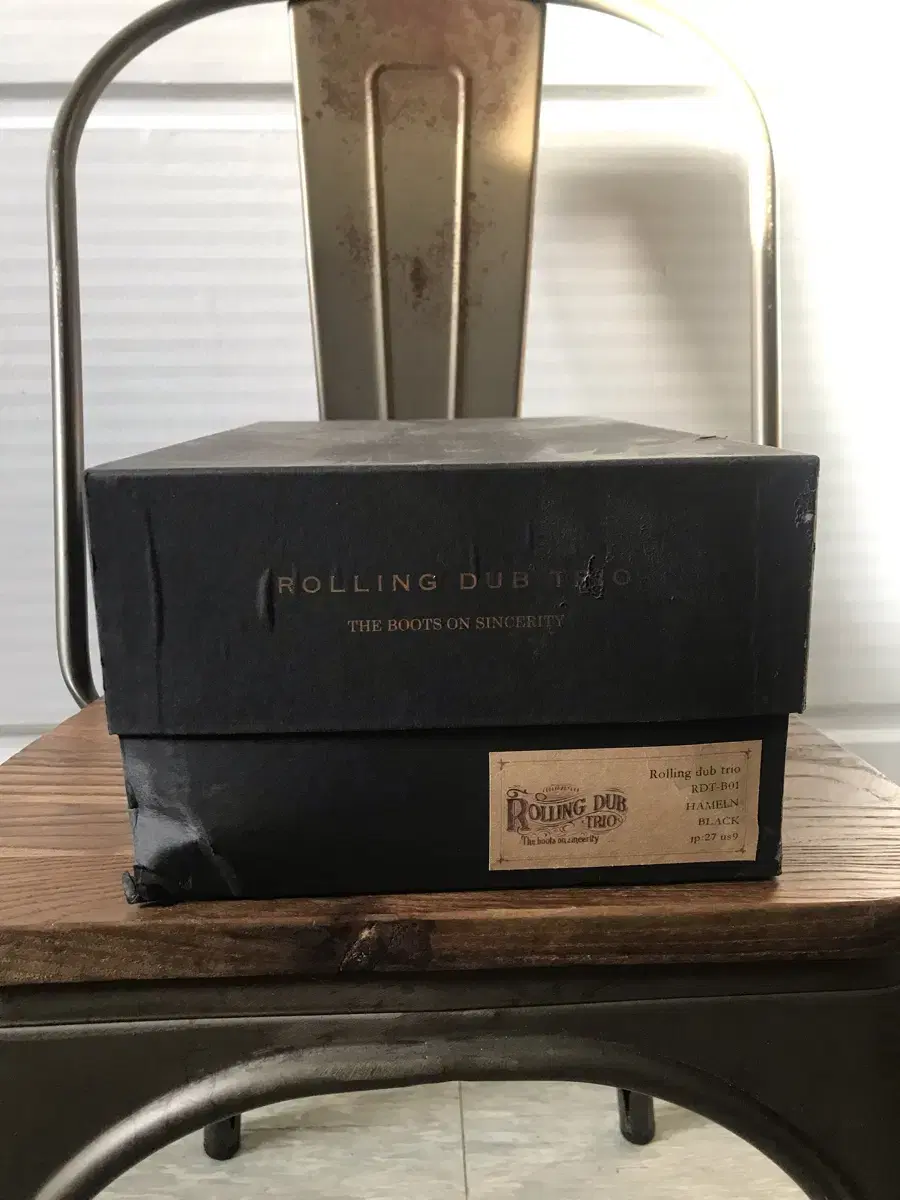 ROLLING DUB TRIO
THE BOOTS ON SINCERITY
ROLLING DUB
TRIO
The boots on sincerity
Rolling dub trio
RDT-B01
HAMELN
BLACK
jp:27 us9